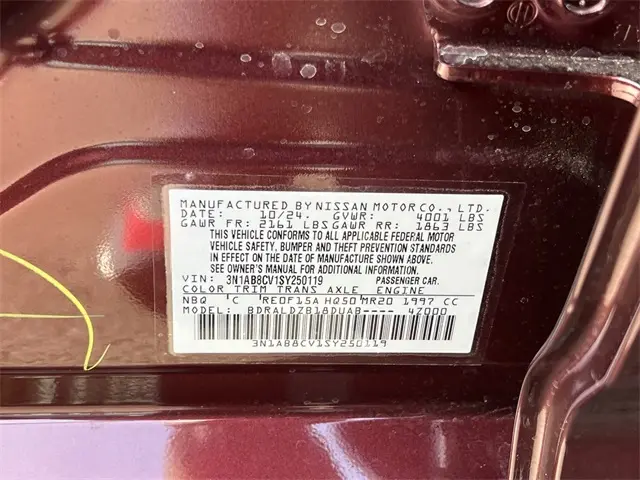 MANUFACTURED BY NISSAN MOTOR CO., LTD.
DATE: 10/24. GVWR: 4001 LBS
GAWR FR: 2161 LBS GAWR RR: 1863 LBS
THIS VEHICLE CONFORMS TO ALL APPLICABLE FEDERAL MOTOR
VEHICLE SAFETY, BUMPER AND THEFT PREVENTION STANDARDS
IN EFFECT ON THE DATE OF MANUFACTURE SHOWN ABOVE.
SEE OWNER'S MANUAL FOR ADDITIONAL INFORMATION
VIN: 3N1AB8CV1SY250119 PASSENGER CAR.
COLOR TRIM TRANS AXLE ENGINE
NBQ C RE0F15A HQ50 MR20 1997 CC
MODEL: BDRALDZB18DUAB---- 4Z000
3N1AB8CV1SY250119